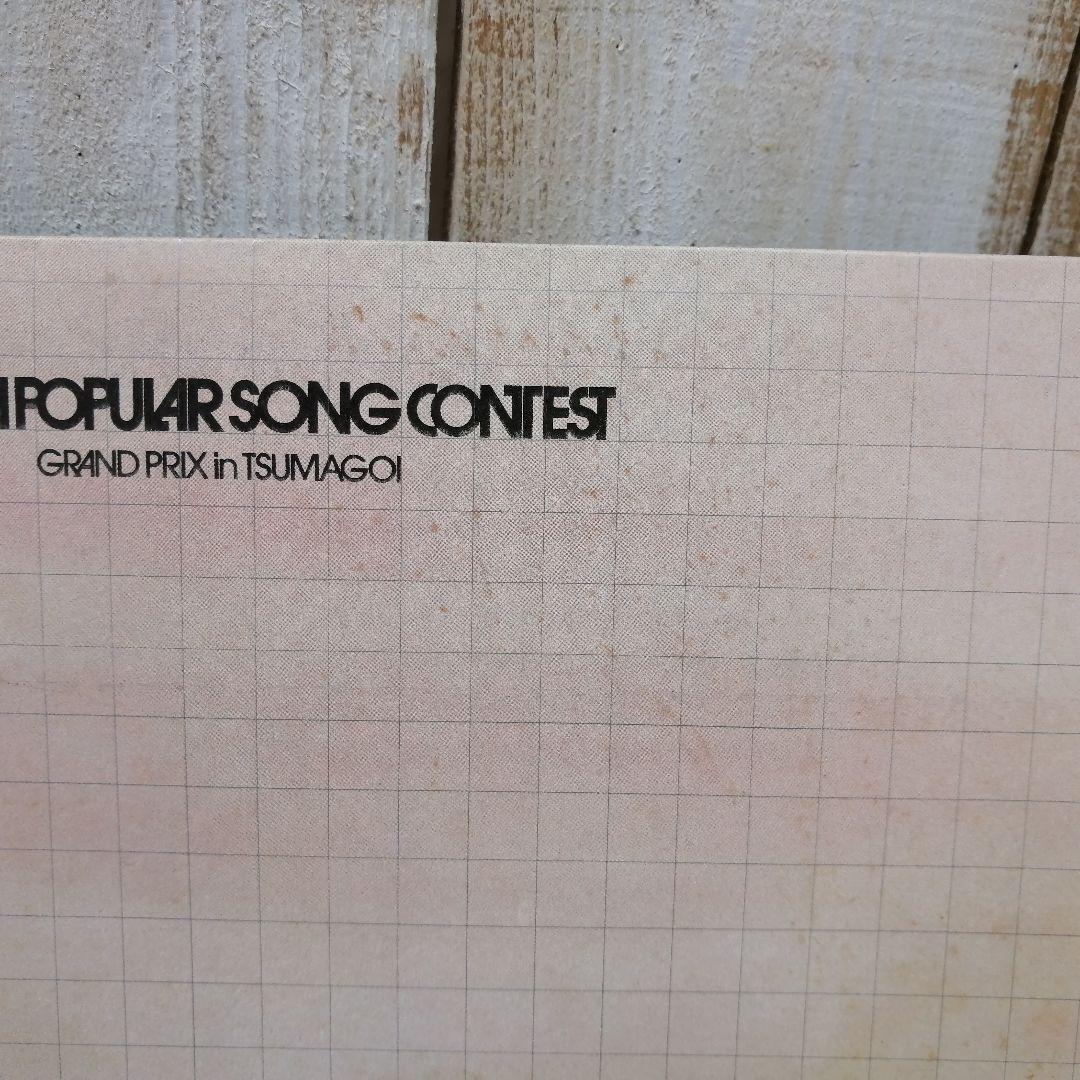 POPULAR SONG CONTEST
GRAND PRIX in TSUMAGOI